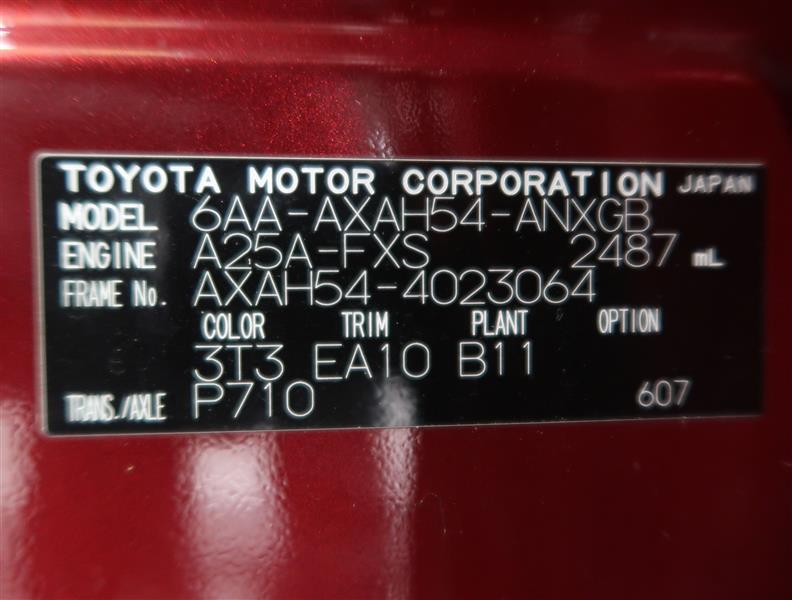 TOYOTA MOTOR CORPORATION JAPAN
MODEL 6AA-AXAH54-ANXGB
ENGINE A25A-FXS 2487 mL
FRAME No. AXAH54-4023064
COLOR TRIM PLANT OPTION
3T3 EA10 B11
TRANS./AXLE P710 607